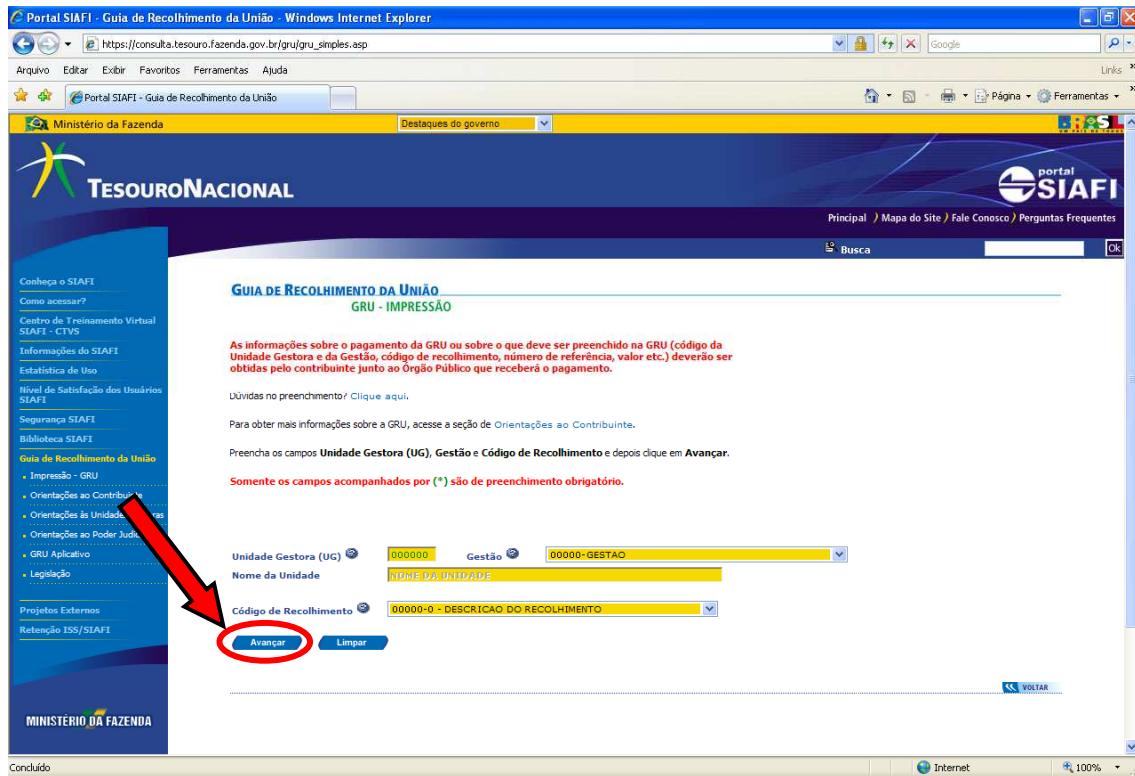 Portal SIAFI - Guia de Recolhimento da União - Windows Internet Explorer
https://consulta.tesouro.fazenda.gov.br/gru/gru_simples.asp
Google
Arquivo Editar Exibir Favoritos Ferramentas Ajuda
Links
Portal SIAFI - Guia de Recolhimento da União
Página Ferramentas
Ministério da Fazenda
Destaques do governo
BRASIL
TESOURONACIONAL
portal
SIAFI
Principal Mapa do Site Fale Conosco Perguntas Frequentes
Busca
Ok
Conheça o SIAFI
Como acessar?
Centro de Treinamento Virtual
SIAFI - CTVS
Informações do SIAFI
Estatística de Uso
Nível de Satisfação dos Usuários
SIAFI
Segurança SIAFI
Biblioteca SIAFI
Guia de Recolhimento da União
Impressão - GRU
Orientações ao Contribuinte
Orientações às
Orientações ao Poder
GRU Aplicativo
Legislação
Projetos Externos
Retenção ISS/SIAFI
MINISTÉRIO DA FAZENDA
GUIA DE RECOLHIMENTO DA UNIÃO
GRU - IMPRESSÃO
As informações sobre o pagamento da GRU ou sobre o que deve ser preenchido na GRU (código da
Unidade Gestora e da Gestão, código de recolhimento, número de referência, valor etc.) deverão ser
obtidas pelo contribuinte junto ao Órgão Público que receberá o pagamento.
Dúvidas no preenchimento? Clique aqui.
Para obter mais informações sobre a GRU, acesse a seção de Orientações ao Contribuinte.
Preencha os campos Unidade Gestora (UG), Gestão e Código de Recolhimento e depois clique em Avançar.
Somente os campos acompanhados por (*) são de preenchimento obrigatório.
Unidade Gestora (UG) 000000 Gestão 00000-GESTAO
Nome da Unidade NOME DA UNIDADE
Código de Recolhimento 00000-0 - DESCRICAO DO RECOLHIMENTO
Avançar Limpar
VOLTAR
Concluído
Internet
100%